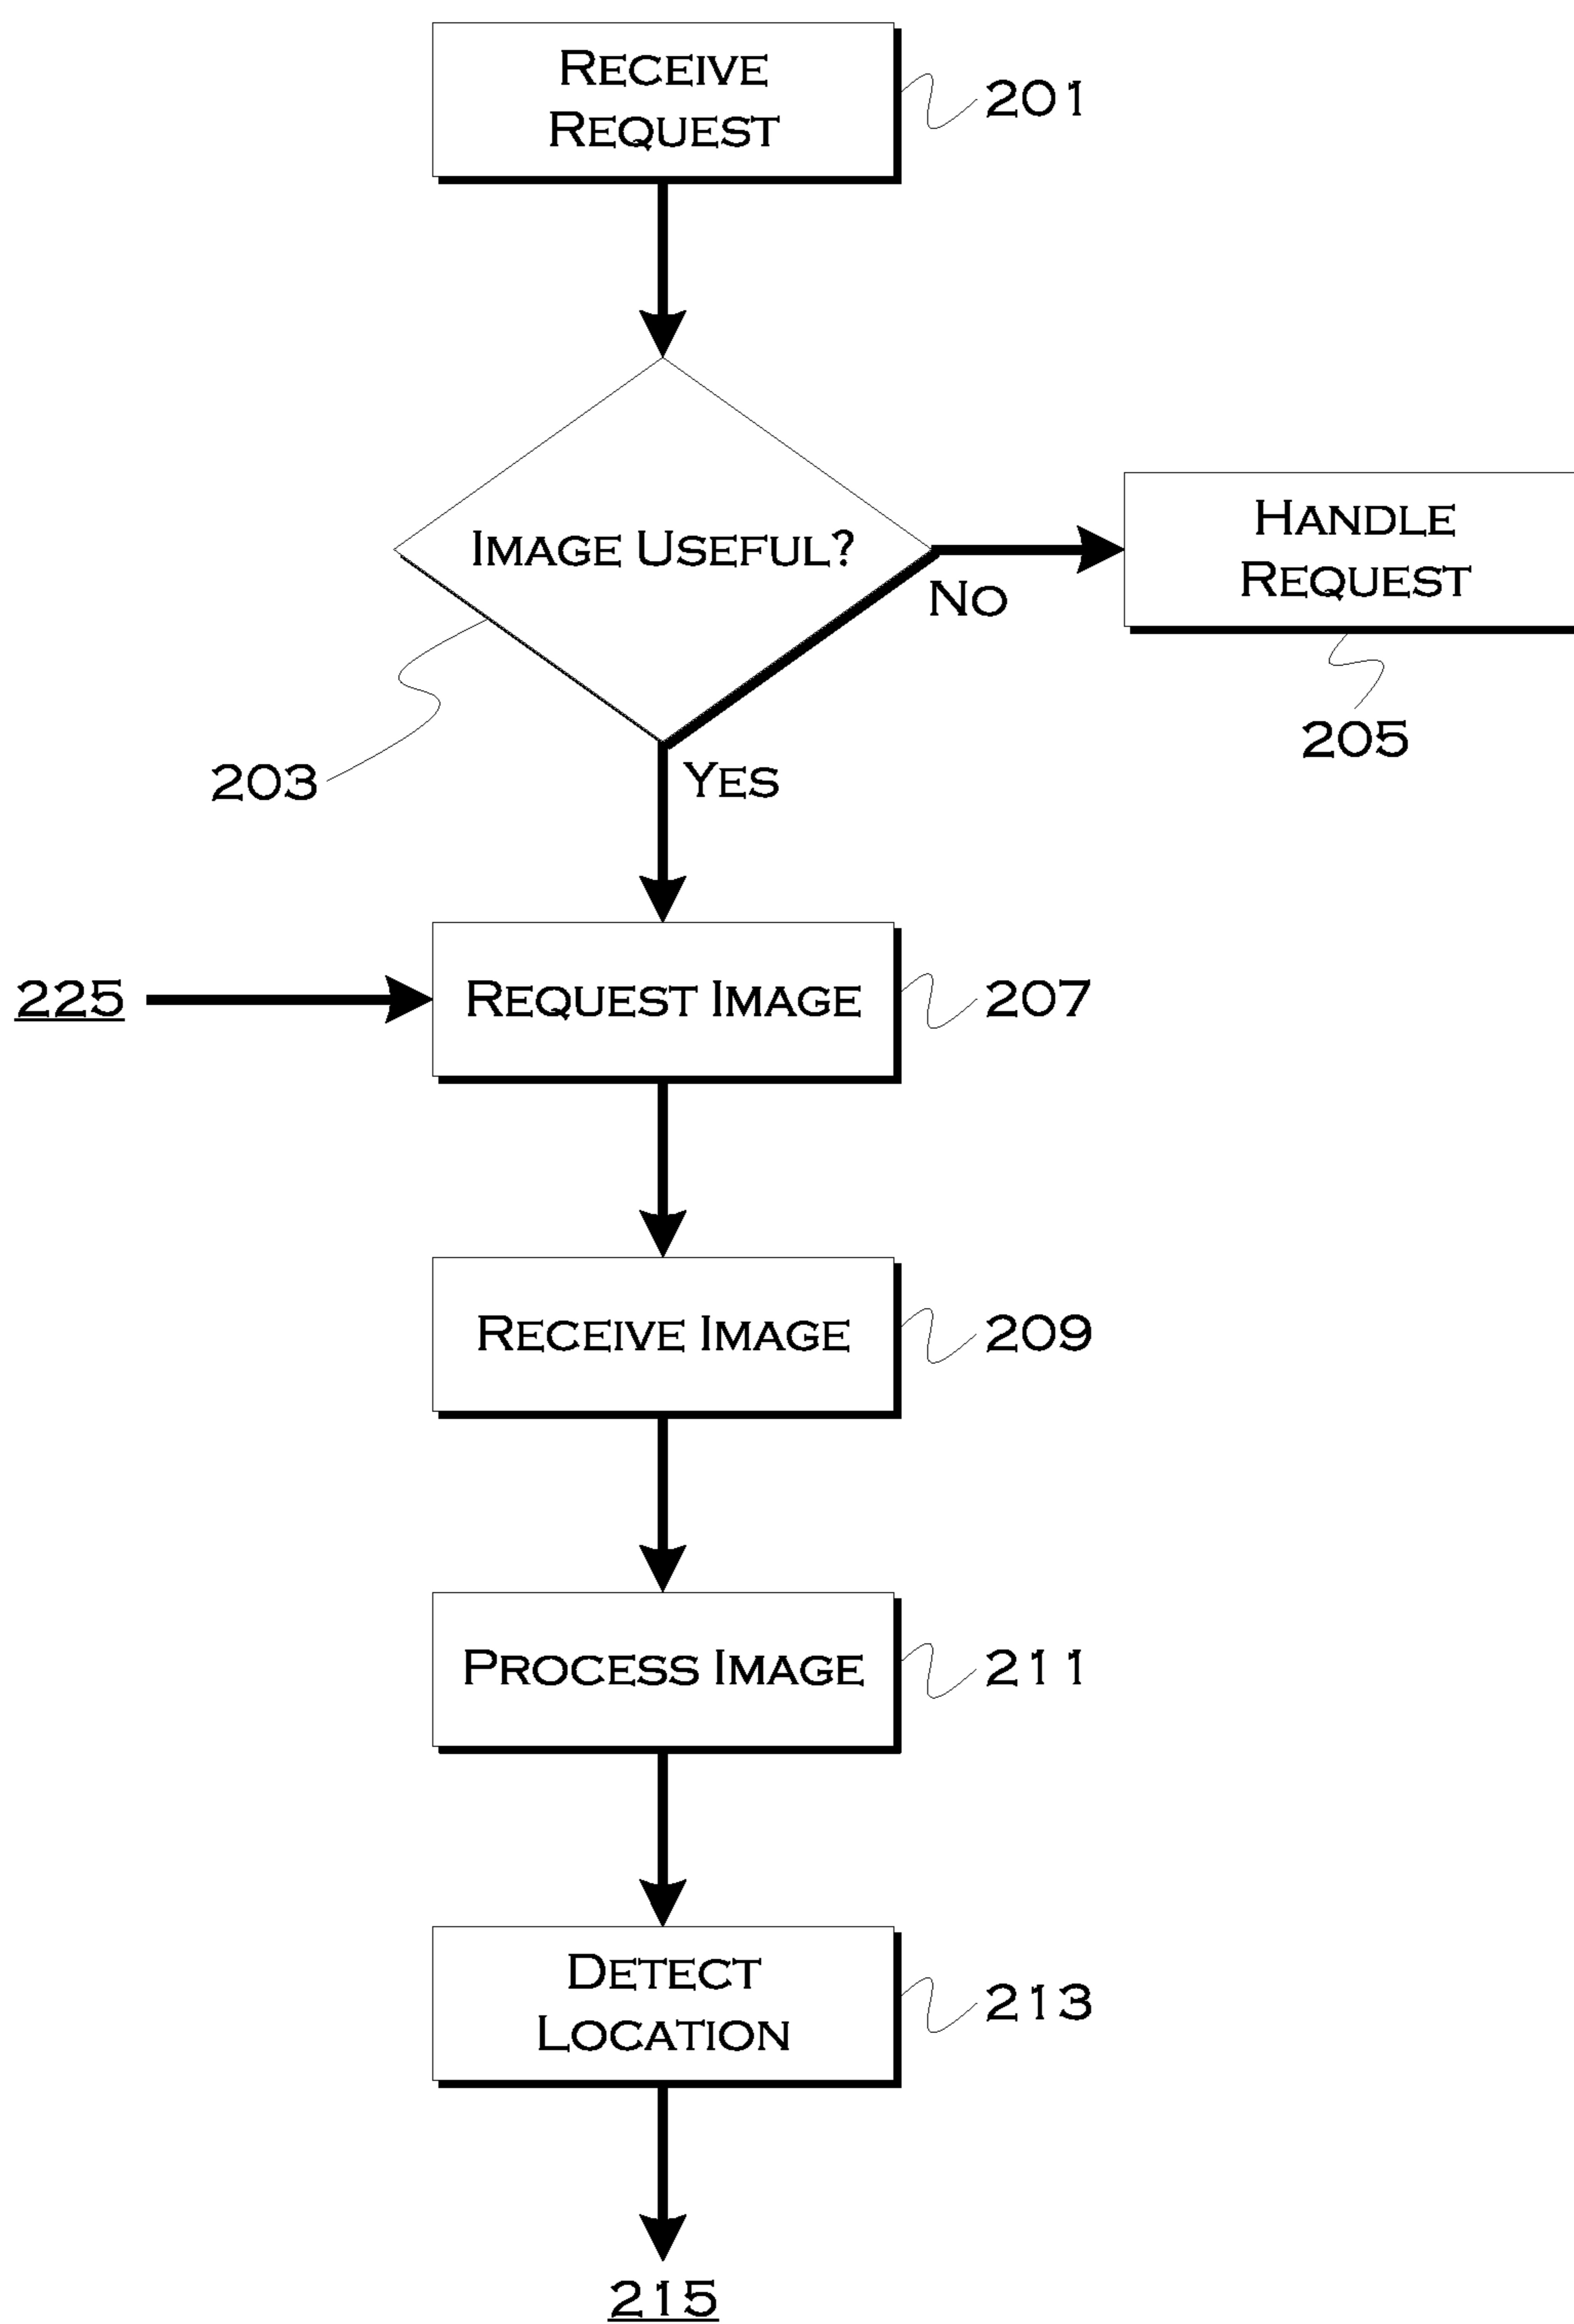 RECEIVE
REQUEST
201
IMAGE USEFUL?
NO
HANDLE
REQUEST
205
203
YES
225
REQUEST IMAGE
207
RECEIVE IMAGE
209
PROCESS IMAGE
211
DETECT
LOCATION
213
215